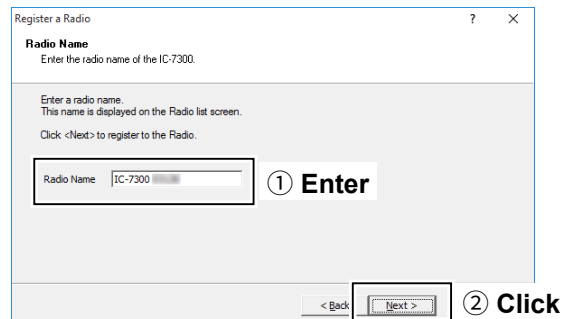 Register a Radio ? ×
Radio Name
Enter the radio name of the IC-7300.
Enter a radio name.
This name is displayed on the Radio list screen.
Click <Next> to register to the Radio.
Radio Name IC-7300
① Enter
< Back Next >
② Click